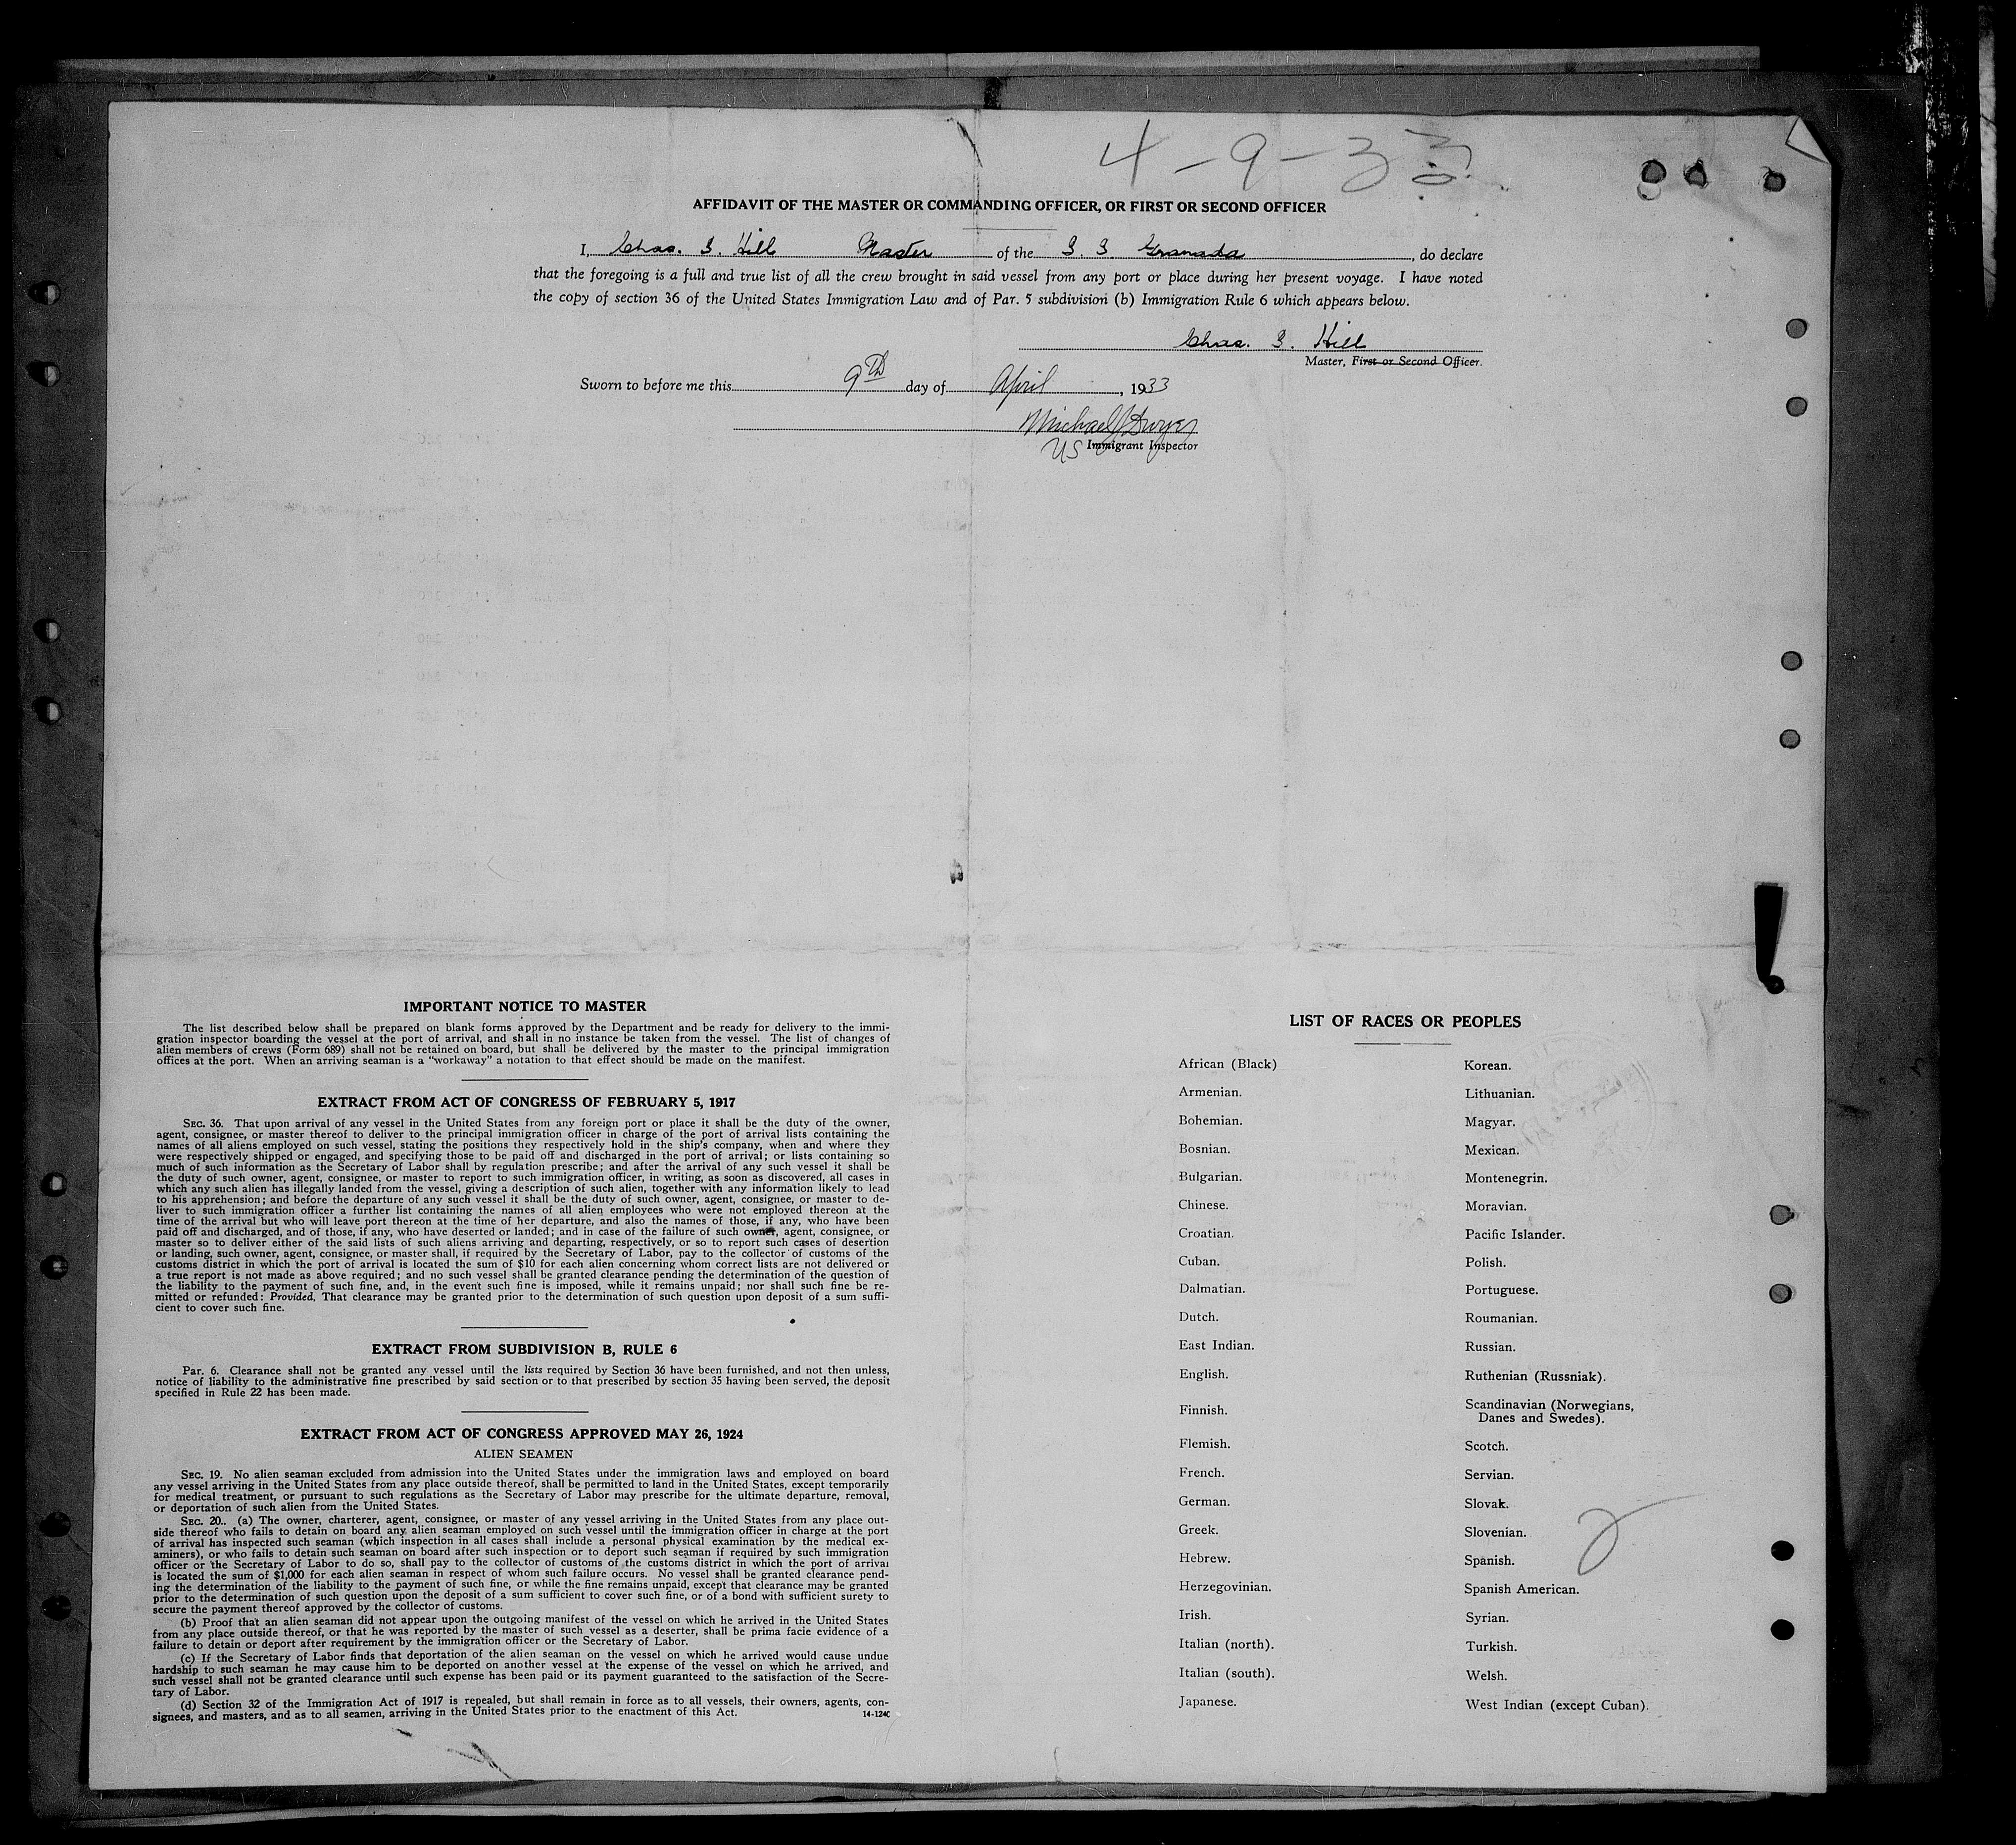 4-9-33
AFFIDAVIT OF THE MASTER OR COMMANDING OFFICER, OR FIRST OR SECOND OFFICER
I, Chas. S. Hill Master of the S. S. Granada, do declare
that the foregoing is a full and true list of all the crew brought in said vessel from any port or place during her present voyage. I have noted
the copy of section 36 of the United States Immigration Law and of Par. 5 subdivision (b) Immigration Rule 6 which appears below.
Chas. S. Hill
Master, First or Second Officer.
Sworn to before me this 9th day of April, 1933
Michael J Dwyer
US Immigrant Inspector
IMPORTANT NOTICE TO MASTER
The list described below shall be prepared on blank forms approved by the Department and be ready for delivery to the immi-
gration inspector boarding the vessel at the port of arrival, and shall in no instance be taken from the vessel. The list of changes of
alien members of crews (Form 689) shall not be retained on board, but shall be delivered by the master to the principal immigration
offices at the port. When an arriving seaman is a "workaway" a notation to that effect should be made on the manifest.
EXTRACT FROM ACT OF CONGRESS OF FEBRUARY 5, 1917
SEC. 36. That upon arrival of any vessel in the United States from any foreign port or place it shall be the duty of the owner,
agent, consignee, or master thereof to deliver to the principal immigration officer in charge of the port of arrival lists containing the
names of all aliens employed on such vessel, stating the positions they respectively hold in the ship's company, when and where they
were respectively shipped or engaged, and specifying those to be paid off and discharged in the port of arrival; or lists containing so
much of such information as the Secretary of Labor shall by regulation prescribe; and after the arrival of any such vessel it shall be
the duty of such owner, agent, consignee, or master to report to such immigration officer, in writing, as soon as discovered, all cases in
which any such alien has illegally landed from the vessel, giving a description of such alien, together with any information likely to lead
to his apprehension; and before the departure of any such vessel it shall be the duty of such owner, agent, consignee, or master to de-
liver to such immigration officer a further list containing the names of all alien employees who were not employed thereon at the
time of the arrival but who will leave port thereon at the time of her departure, and also the names of those, if any, who have been
paid off and discharged, and of those, if any, who have deserted or landed; and in case of the failure of such owner, agent, consignee, or
master so to deliver either of the said lists of such aliens arriving and departing, respectively, or so to report such cases of desertion
or landing, such owner, agent, consignee, or master shall, if required by the Secretary of Labor, pay to the collector of customs of the
customs district in which the port of arrival is located the sum of $10 for each alien concerning whom correct lists are not delivered or
a true report is not made as above required; and no such vessel shall be granted clearance pending the determination of the question of
the liability to the payment of such fine, and, in the event such fine is imposed, while it remains unpaid; nor shall such fine be re-
mitted or refunded: Provided, That clearance may be granted prior to the determination of such question upon deposit of a sum suffi-
cient to cover such fine.
EXTRACT FROM SUBDIVISION B, RULE 6
Par. 6. Clearance shall not be granted any vessel until the lists required by Section 36 have been furnished, and not then unless,
notice of liability to the administrative fine prescribed by said section or to that prescribed by section 35 having been served, the deposit
specified in Rule 22 has been made.
EXTRACT FROM ACT OF CONGRESS APPROVED MAY 26, 1924
ALIEN SEAMEN
SEC. 19. No alien seaman excluded from admission into the United States under the immigration laws and employed on board
any vessel arriving in the United States from any place outside thereof, shall be permitted to land in the United States, except temporarily
for medical treatment, or pursuant to such regulations as the Secretary of Labor may prescribe for the ultimate departure, removal,
or deportation of such alien from the United States.
SEC. 20.. (a) The owner, charterer, agent, consignee, or master of any vessel arriving in the United States from any place out-
side thereof who fails to detain on board any alien seaman employed on such vessel until the immigration officer in charge at the port
of arrival has inspected such seaman (which inspection in all cases shall include a personal physical examination by the medical ex-
aminers), or who fails to detain such seaman on board after such inspection or to deport such seaman if required by such immigration
officer or the Secretary of Labor to do so, shall pay to the collector of customs of the customs district in which the port of arrival
is located the sum of $1,000 for each alien seaman in respect of whom such failure occurs. No vessel shall be granted clearance pend-
ing the determination of the liability to the payment of such fine, or while the fine remains unpaid, except that clearance may be granted
prior to the determination of such question upon the deposit of a sum sufficient to cover such fine, or of a bond with sufficient surety to
secure the payment thereof approved by the collector of customs.
(b) Proof that an alien seaman did not appear upon the outgoing manifest of the vessel on which he arrived in the United States
from any place outside thereof, or that he was reported by the master of such vessel as a deserter, shall be prima facie evidence of a
failure to detain or deport after requirement by the immigration officer or the Secretary of Labor.
(c) If the Secretary of Labor finds that deportation of the alien seaman on the vessel on which he arrived would cause undue
hardship to such seaman he may cause him to be deported on another vessel at the expense of the vessel on which he arrived, and
such vessel shall not be granted clearance until such expense has been paid or its payment guaranteed to the satisfaction of the Secre-
tary of Labor.
(d) Section 32 of the Immigration Act of 1917 is repealed, but shall remain in force as to all vessels, their owners, agents, con-
signees, and masters, and as to all seamen, arriving in the United States prior to the enactment of this Act.
14-1240
LIST OF RACES OR PEOPLES
African (Black)
Armenian.
Bohemian.
Bosnian.
Bulgarian.
Chinese.
Croatian.
Cuban.
Dalmatian.
Dutch.
East Indian.
English.
Finnish.
Flemish.
French.
German.
Greek.
Hebrew.
Herzegovinian.
Irish.
Italian (north).
Italian (south).
Japanese.
Korean.
Lithuanian.
Magyar.
Mexican.
Montenegrin.
Moravian.
Pacific Islander.
Polish.
Portuguese.
Roumanian.
Russian.
Ruthenian (Russniak).
Scandinavian (Norwegians,
Danes and Swedes).
Scotch.
Servian.
Slovak.
Slovenian.
Spanish.
Spanish American.
Syrian.
Turkish.
Welsh.
West Indian (except Cuban).
2